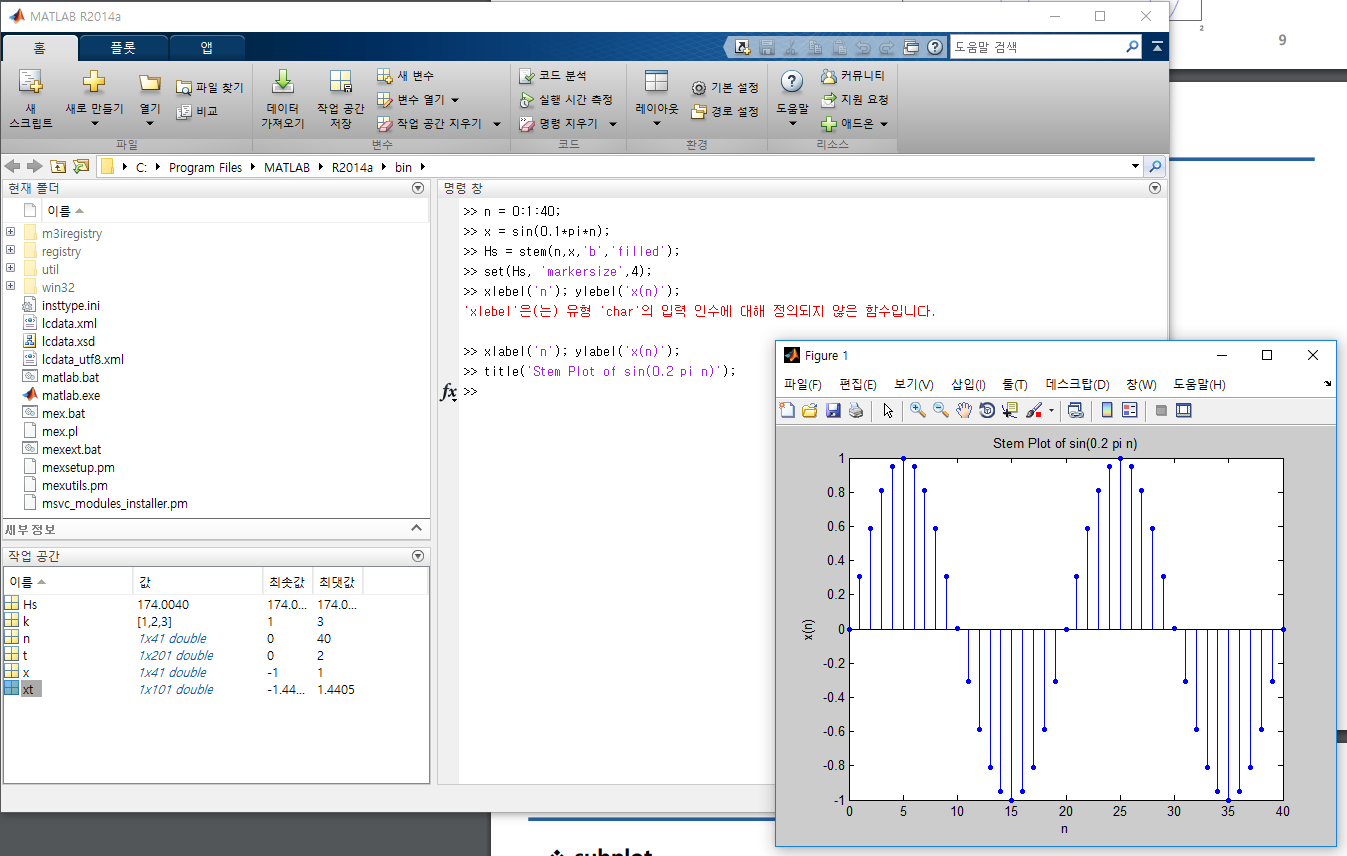 MATLAB R2014a
2
9
홈 플롯 앱
도움말 검색
새 스크립트
새로 만들기
열기
파일 찾기
비교
파일
데이터 가져오기
작업 공간 저장
새 변수
변수 열기
작업 공간 지우기
변수
코드 분석
실행 시간 측정
명령 지우기
코드
레이아웃
기본 설정
경로 설정
환경
도움말
커뮤니티
지원 요청
애드온
리소스
C: Program Files MATLAB R2014a bin
현재 폴더
이름
m3iregistry
registry
util
win32
insttype.ini
lcdata.xml
lcdata.xsd
lcdata_utf8.xml
matlab.bat
matlab.exe
mex.bat
mex.pl
mexext.bat
mexsetup.pm
mexutils.pm
msvc_modules_installer.pm
세부 정보
작업 공간
이름 값 최솟값 최댓값
Hs 174.0040 174.0... 174.0...
k [1,2,3] 1 3
n 1x41 double 0 40
t 1x201 double 0 2
x 1x41 double -1 1
xt 1x101 double -1.44... 1.4405
명령 창
>> n = 0:1:40;
>> x = sin(0.1*pi*n);
>> Hs = stem(n,x,'b','filled');
>> set(Hs, 'markersize',4);
>> xlebel('n'); ylebel('x(n)');
'xlebel'은(는) 유형 'char'의 입력 인수에 대해 정의되지 않은 함수입니다.
>> xlabel('n'); ylabel('x(n)');
>> title('Stem Plot of sin(0.2 pi n)');
fx >>
Figure 1
파일(F) 편집(E) 보기(V) 삽입(I) 툴(T) 데스크탑(D) 창(W) 도움말(H)
Stem Plot of sin(0.2 pi n)
1
0.8
0.6
0.4
0.2
0
-0.2
-0.4
-0.6
-0.8
-1
x(n)
0 5 10 15 20 25 30 35 40
n
subplot